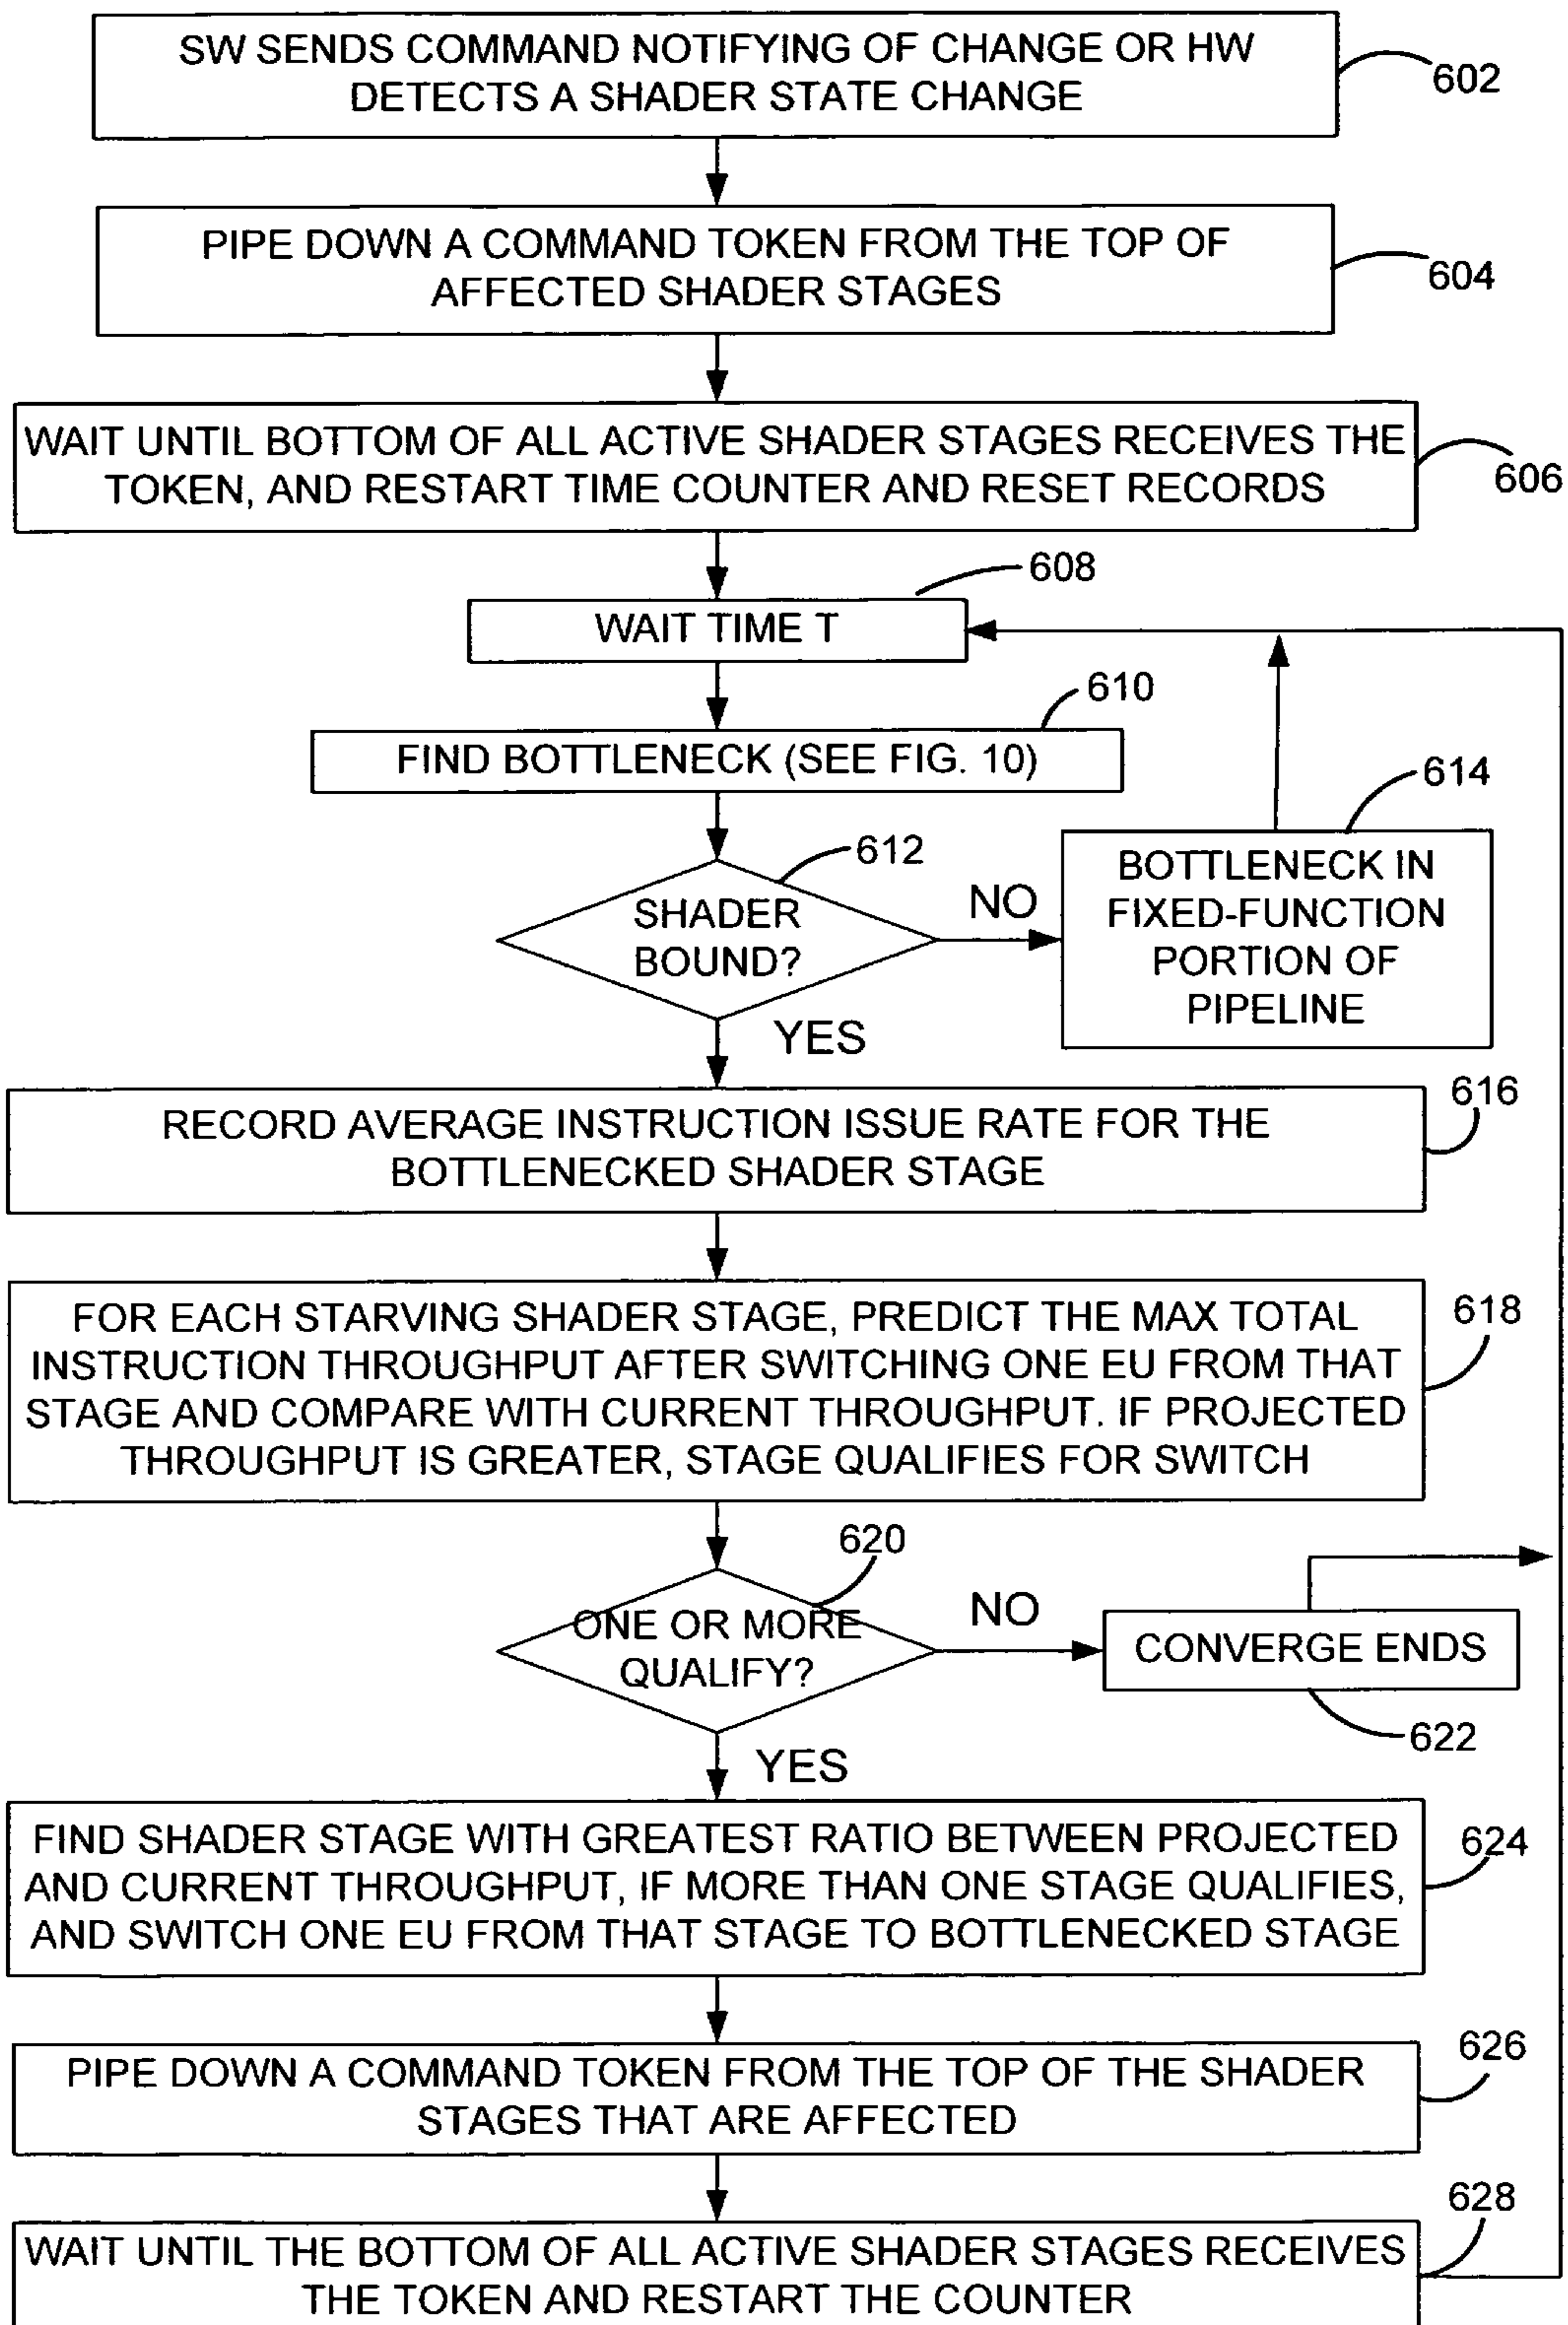 SW SENDS COMMAND NOTIFYING OF CHANGE OR HW
DETECTS A SHADER STATE CHANGE
602
PIPE DOWN A COMMAND TOKEN FROM THE TOP OF
AFFECTED SHADER STAGES
604
WAIT UNTIL BOTTOM OF ALL ACTIVE SHADER STAGES RECEIVES THE
TOKEN, AND RESTART TIME COUNTER AND RESET RECORDS
606
608
WAIT TIME T
610
FIND BOTTLENECK (SEE FIG. 10)
612
SHADER
BOUND?
NO
614
BOTTLENECK IN
FIXED-FUNCTION
PORTION OF
PIPELINE
YES
RECORD AVERAGE INSTRUCTION ISSUE RATE FOR THE
BOTTLENECKED SHADER STAGE
616
FOR EACH STARVING SHADER STAGE, PREDICT THE MAX TOTAL
INSTRUCTION THROUGHPUT AFTER SWITCHING ONE EU FROM THAT
STAGE AND COMPARE WITH CURRENT THROUGHPUT. IF PROJECTED
THROUGHPUT IS GREATER, STAGE QUALIFIES FOR SWITCH
618
620
ONE OR MORE
QUALIFY?
NO
CONVERGE ENDS
622
YES
FIND SHADER STAGE WITH GREATEST RATIO BETWEEN PROJECTED
AND CURRENT THROUGHPUT, IF MORE THAN ONE STAGE QUALIFIES,
AND SWITCH ONE EU FROM THAT STAGE TO BOTTLENECKED STAGE
624
PIPE DOWN A COMMAND TOKEN FROM THE TOP OF THE SHADER
STAGES THAT ARE AFFECTED
626
WAIT UNTIL THE BOTTOM OF ALL ACTIVE SHADER STAGES RECEIVES
THE TOKEN AND RESTART THE COUNTER
628